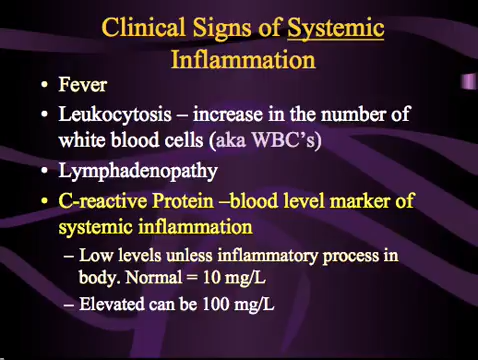 Clinical Signs of Systemic
Inflammation
• Fever
• Leukocytosis – increase in the number of
white blood cells (aka WBC's)
• Lymphadenopathy
• C-reactive Protein –blood level marker of
systemic inflammation
– Low levels unless inflammatory process in
body. Normal = 10 mg/L
– Elevated can be 100 mg/L